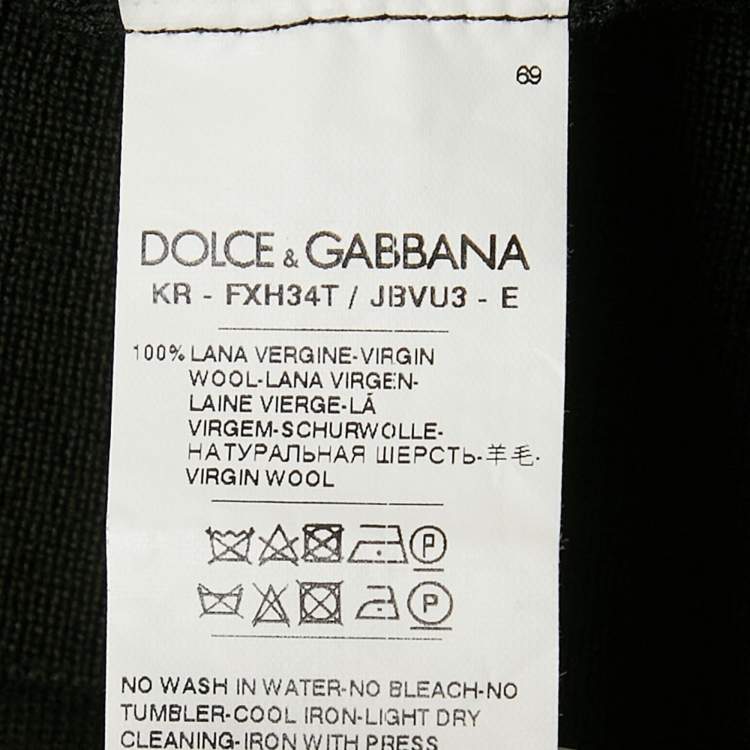 69
DOLCE & GABBANA
KR - FXH34T / JBVU3 - E
100% LANA VERGINE-VIRGIN
WOOL-LANA VIRGEN-
LAINE VIERGE-LÃ
VIRGEM-SCHURWOLLE-
НАТУРАЛЬНАЯ ШЕРСТЬ-羊毛-
VIRGIN WOOL
P
P
NO WASH IN WATER-NO BLEACH-NO
TUMBLER-COOL IRON-LIGHT DRY
CLEANING-IRON WITH PRESS